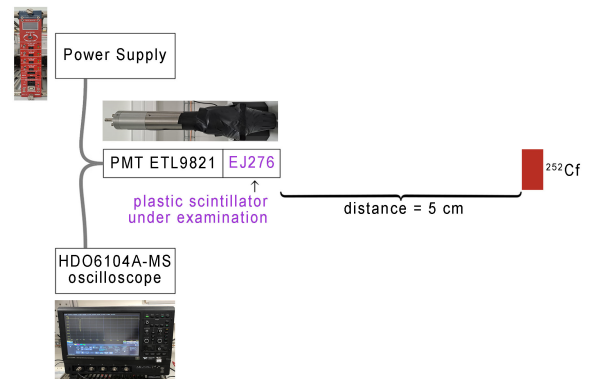 Power Supply
PMT ETL9821
EJ276
plastic scintillator
under examination
252Cf
distance = 5 cm
HDO6104A-MS
oscilloscope